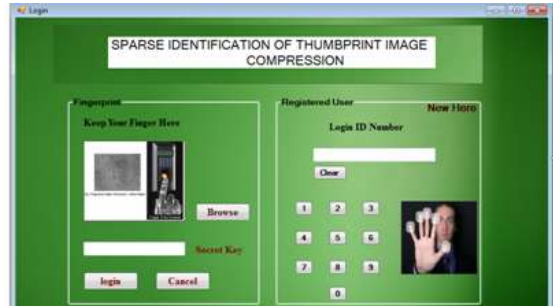 Login
SPARSE IDENTIFICATION OF THUMBPRINT IMAGE
COMPRESSION
Fingerprint
Keep Your Finger Here
Browse
Secret Key
login
Cancel
Registered User
New Here
Login ID Number
Clear
1 2 3
4 5 6
7 8 9
0